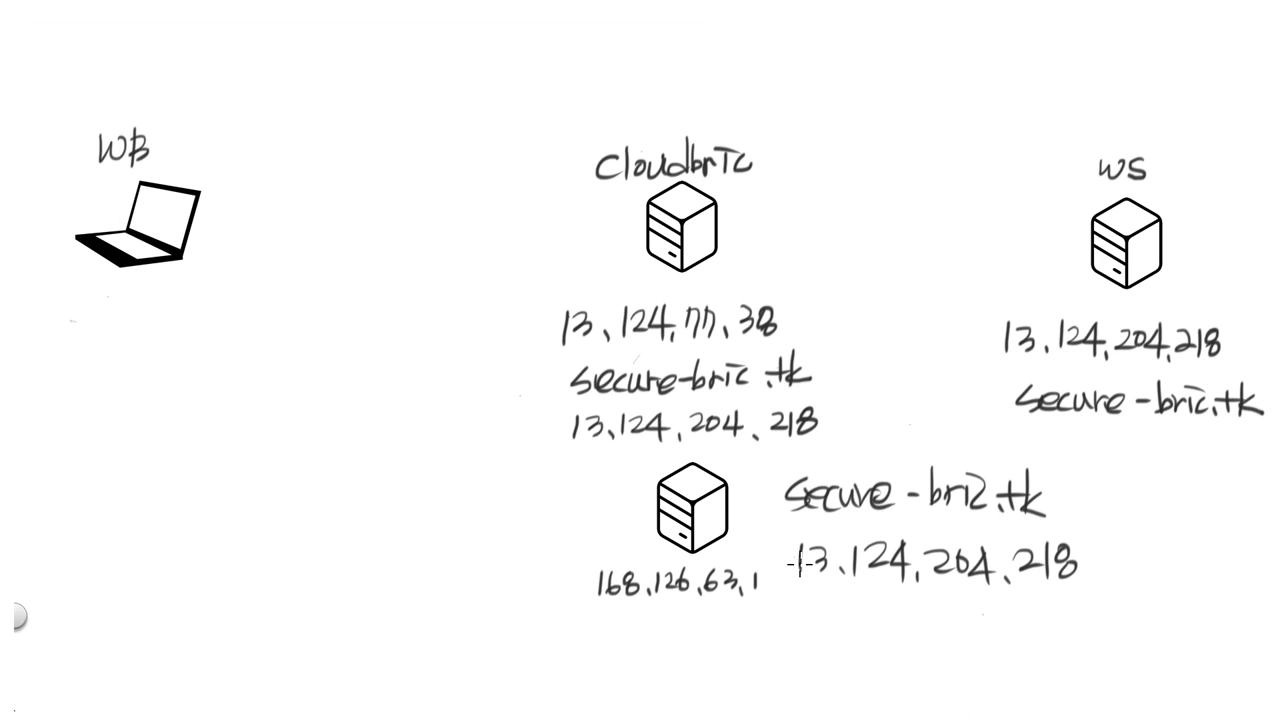 WB
Cloudbric
WS
13.124.77.38
secure-bric.tk
13.124.204.218
13.124.204.218
secure-bric.tk
secure-bric.tk
13.124.204.218
168.126.63.1